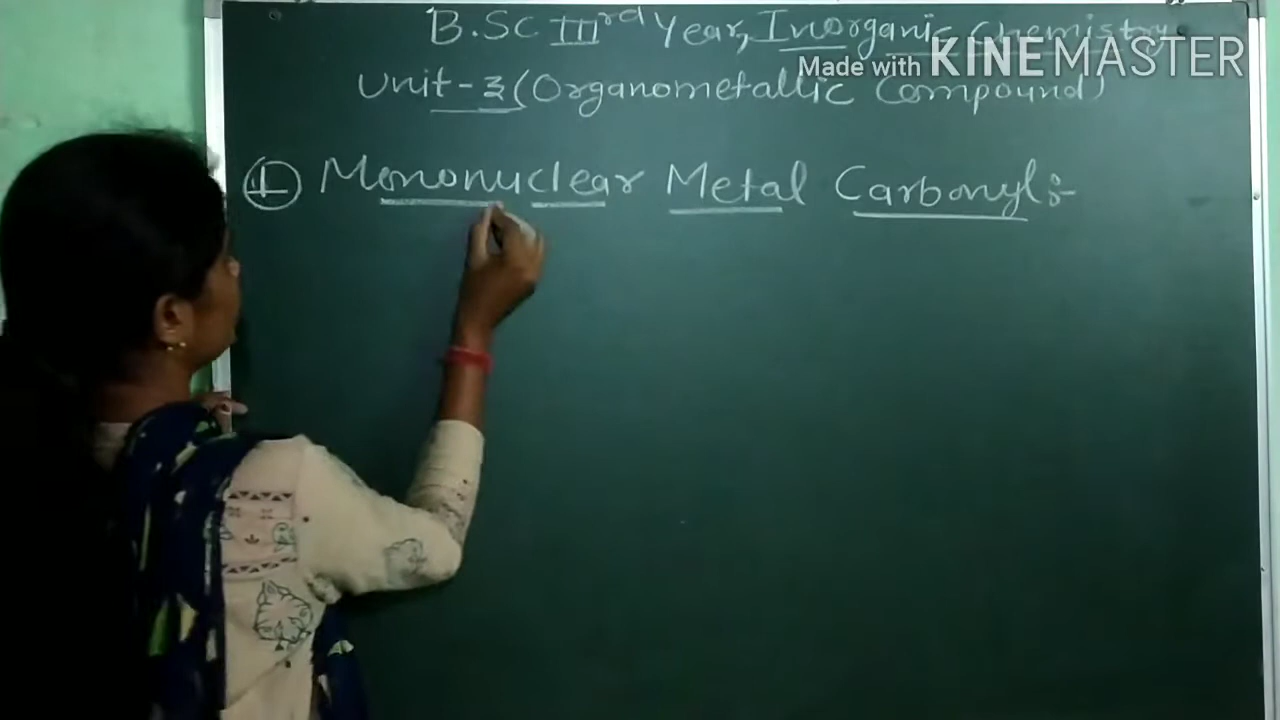 B.Sc IIIrd Year, Inorganic Chemistry
Made with KINEMASTER
Unit-3 (Organometallic Compound)
1 Mononuclear Metal Carbonyl:-